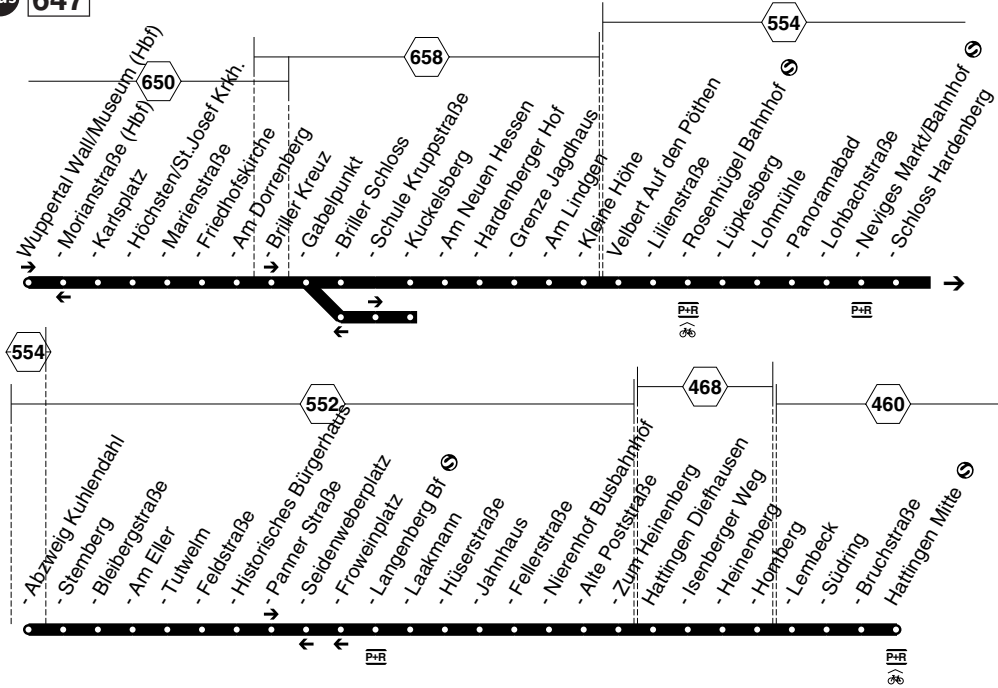 647
554
658
650
Wuppertal Wall/Museum (Hbf)
- Morianstraße (Hbf)
- Karlsplatz
- Höchsten/St.Josef Krkh.
- Marienstraße
- Friedhofskirche
- Am Dorrenberg
- Briller Kreuz
- Gabelpunkt
- Briller Schloss
- Schule Kruppstraße
- Kuckelsberg
- Am Neuen Hessen
- Hardenberger Hof
- Grenze Jagdhaus
- Am Lindgen
- Kleine Höhe
Velbert Auf den Pöthen
- Lilienstraße
- Rosenhügel Bahnhof S
- Lüpkesberg
- Lohmühle
- Panoramabad
- Lohbachstraße
- Neviges Markt/Bahnhof S
- Schloss Hardenberg
P+R
P+R
554
552
468
460
- Abzweig Kuhlendahl
- Stemberg
- Bleibergstraße
- Am Eller
- Tutwelm
- Feldstraße
- Historisches Bürgerhaus
- Panner Straße
- Seidenweberplatz
- Froweinplatz
- Langenberg Bf S
- Laakmann
- Hüserstraße
- Jahnhaus
- Fellerstraße
- Nierenhof Busbahnhof
- Alte Poststraße
- Zum Heinenberg
Hattingen Diefhausen
- Isenberger Weg
- Heinenberg
- Homberg
- Lembeck
- Südring
- Bruchstraße
Hattingen Mitte S
P+R
P+R